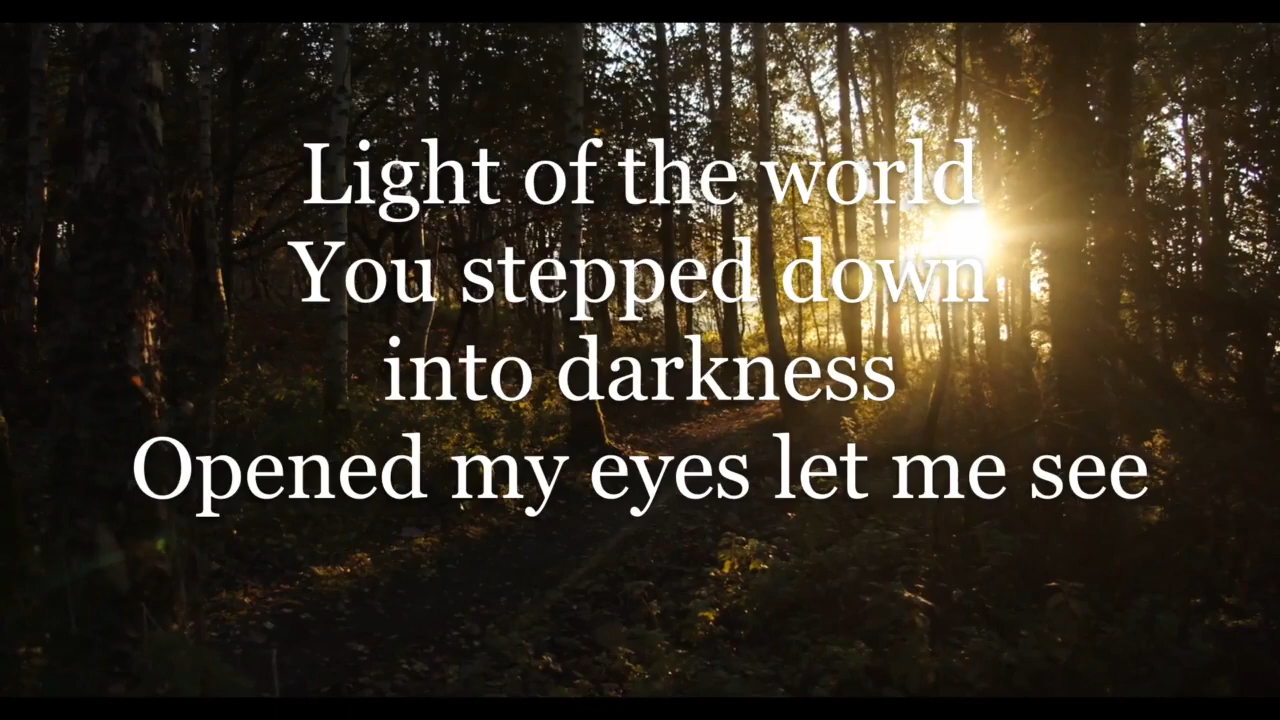 Light of the world
You stepped down
into darkness
Opened my eyes let me see